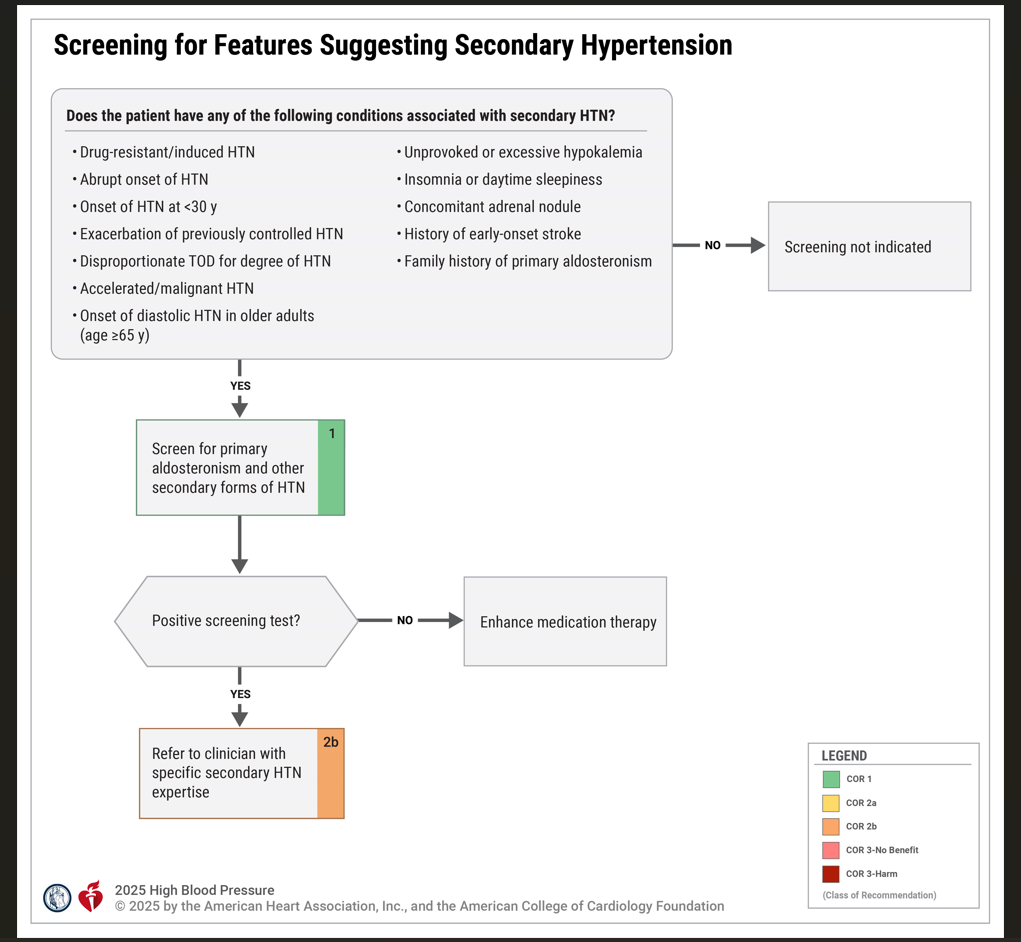 Screening for Features Suggesting Secondary Hypertension
Does the patient have any of the following conditions associated with secondary HTN?
• Drug-resistant/induced HTN
• Abrupt onset of HTN
• Onset of HTN at <30 y
• Exacerbation of previously controlled HTN
• Disproportionate TOD for degree of HTN
• Accelerated/malignant HTN
• Onset of diastolic HTN in older adults
(age ≥65 y)
• Unprovoked or excessive hypokalemia
• Insomnia or daytime sleepiness
• Concomitant adrenal nodule
• History of early-onset stroke
• Family history of primary aldosteronism
NO
Screening not indicated
YES
1
Screen for primary
aldosteronism and other
secondary forms of HTN
Positive screening test?
NO
Enhance medication therapy
YES
2b
Refer to clinician with
specific secondary HTN
expertise
LEGEND
COR 1
COR 2a
COR 2b
COR 3-No Benefit
COR 3-Harm
(Class of Recommendation)
2025 High Blood Pressure
© 2025 by the American Heart Association, Inc., and the American College of Cardiology Foundation